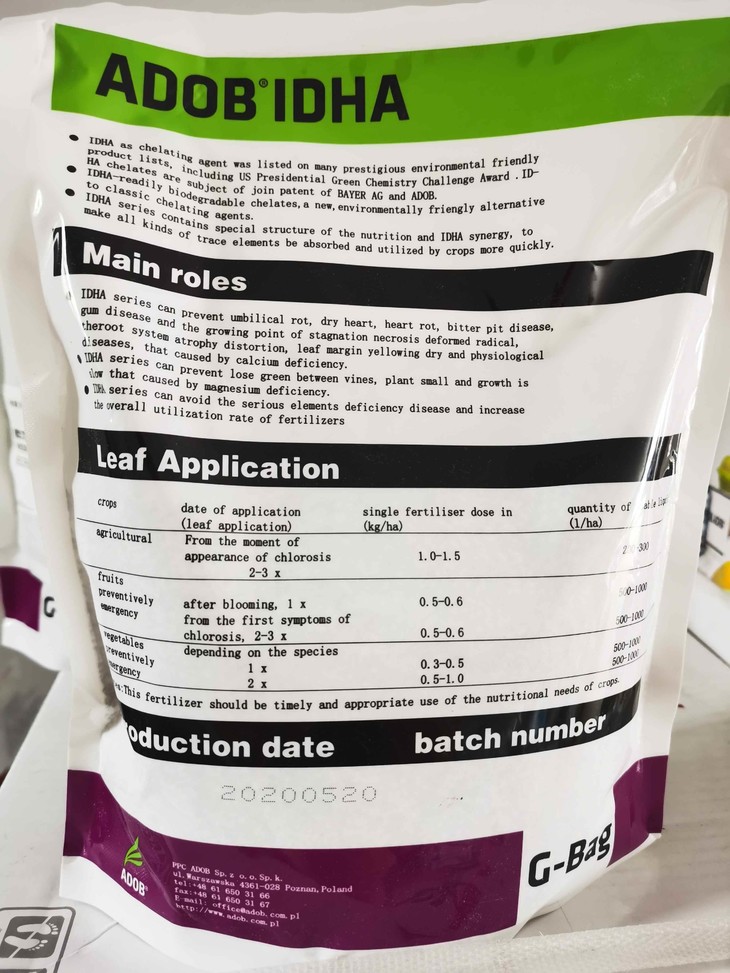 ADOB®IDHA
● IDHA as chelating agent was listed on many prestigious environmental friendly
product lists, including US Presidential Green Chemistry Challenge Award . ID-
HA chelates are subject of join patent of BAYER AG and ADOB.
● IDHA—readily biodegradable chelates, a new, environmentally friengly alternative
to classic chelating agents.
● IDHA series contains special structure of the nutrition and IDHA synergy, to
make all kinds of trace elements be absorbed and utilized by crops more quickly.
Main roles
IDHA series can prevent umbilical rot, dry heart, heart rot, bitter pit disease,
gum disease and the growing point of stagnation necrosis deformed radical,
theroot system atrophy distortion, leaf margin yellowing dry and physiological
diseases, that caused by calcium deficiency.
● IDHA series can prevent lose green between vines, plant small and growth is
slow that caused by magnesium deficiency.
● IDHA series can avoid the serious elements deficiency disease and increase
the overall utilization rate of fertilizers
Leaf Application
crops date of application single fertiliser dose in quantity of
(leaf application) (kg/ha) (l/ha)
agricultural From the moment of
appearance of chlorosis 1.0-1.5
2-3 x
fruits
preventively after blooming, 1 x 0.5-0.6
emergency from the first symptoms of 500-1000
chlorosis, 2-3 x 0.5-0.6
vegetables depending on the species 500-1000
1 x 0.3-0.5
2 x 0.5-1.0
This fertilizer should be timely and appropriate use of the nutritional needs of crops.
oduction date batch number
20200520
G-Bag
ADOB®
PPC ADOB Sp. z o. o. Sp. k.
ul. Warszawska 4361-028 Poznan, Poland
tel:+48 61 650 31 66
fax:+48 61 650 31 67
E-mail: office@adob.com.pl
http://www.adob.com.pl